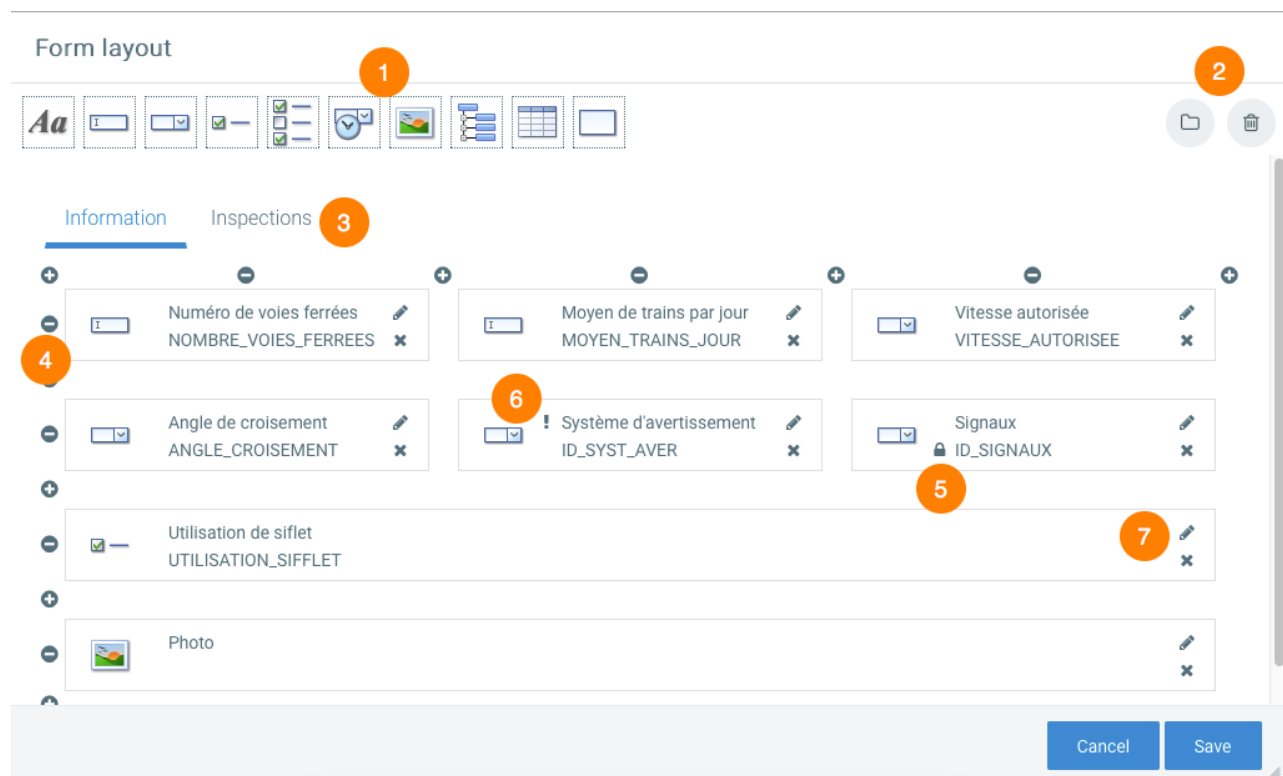 Form layout
1
2
Aa
Information Inspections 3
Numéro de voies ferrées
NOMBRE_VOIES_FERREES
Moyen de trains par jour
MOYEN_TRAINS_JOUR
Vitesse autorisée
VITESSE_AUTORISEE
4
6
Angle de croisement
ANGLE_CROISEMENT
! Système d'avertissement
ID_SYST_AVER
Signaux
ID_SIGNAUX
5
Utilisation de siflet
UTILISATION_SIFFLET
7
Photo
Cancel Save